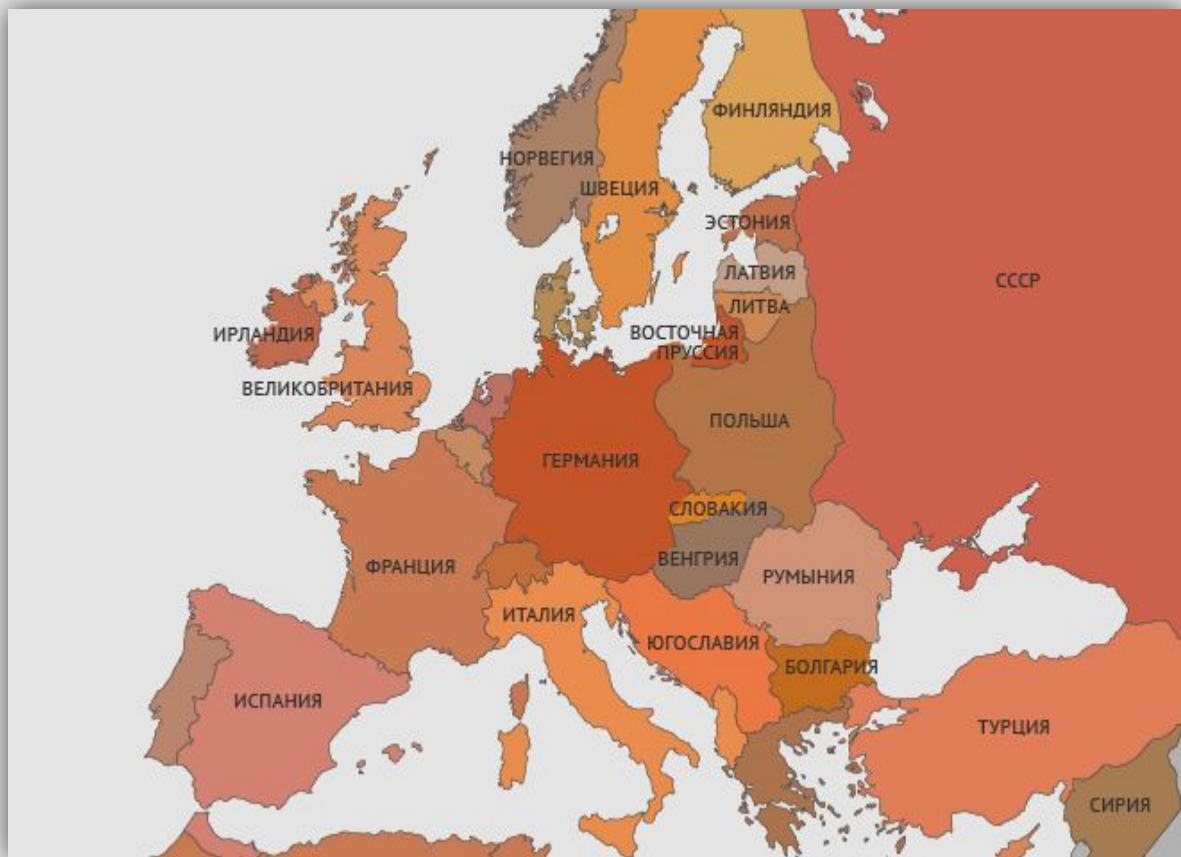 ФИНЛЯНДИЯ
НОРВЕГИЯ
ШВЕЦИЯ
ЭСТОНИЯ
ЛАТВИЯ
СССР
ЛИТВА
ИРЛАНДИЯ
ВОСТОЧНАЯ
ПРУССИЯ
ВЕЛИКОБРИТАНИЯ
ПОЛЬША
ГЕРМАНИЯ
СЛОВАКИЯ
ВЕНГРИЯ
ФРАНЦИЯ
РУМЫНИЯ
ИТАЛИЯ
ЮГОСЛАВИЯ
БОЛГАРИЯ
ИСПАНИЯ
ТУРЦИЯ
СИРИЯ